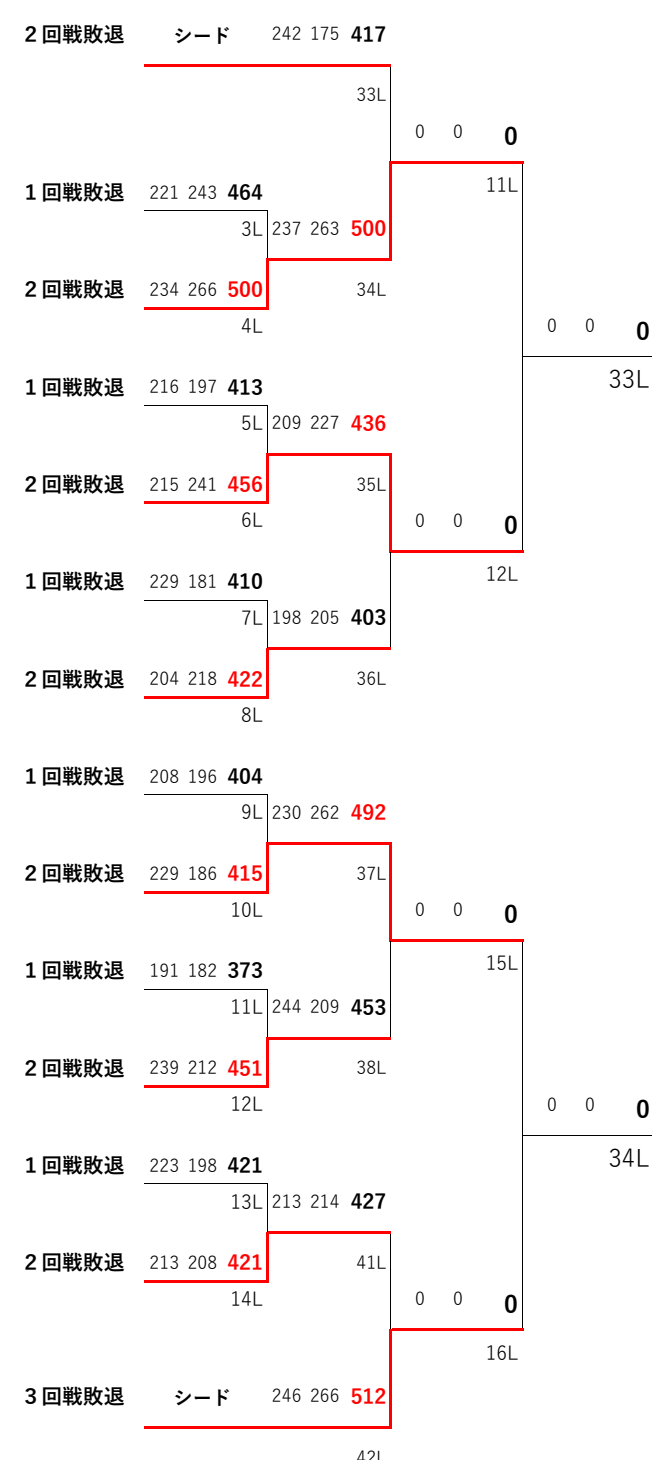 2回戦敗退 シード 242 175 417
33L
0 0 0
1回戦敗退 221 243 464
11L
3L 237 263 500
2回戦敗退 234 266 500
34L
4L
0 0 0
33L
1回戦敗退 216 197 413
5L 209 227 436
2回戦敗退 215 241 456
35L
6L
0 0 0
12L
1回戦敗退 229 181 410
7L 198 205 403
2回戦敗退 204 218 422
36L
8L
1回戦敗退 208 196 404
9L 230 262 492
2回戦敗退 229 186 415
37L
10L
0 0 0
15L
1回戦敗退 191 182 373
11L 244 209 453
2回戦敗退 239 212 451
38L
12L
0 0 0
34L
1回戦敗退 223 198 421
13L 213 214 427
2回戦敗退 213 208 421
41L
14L
0 0 0
16L
3回戦敗退 シード 246 266 512
42L